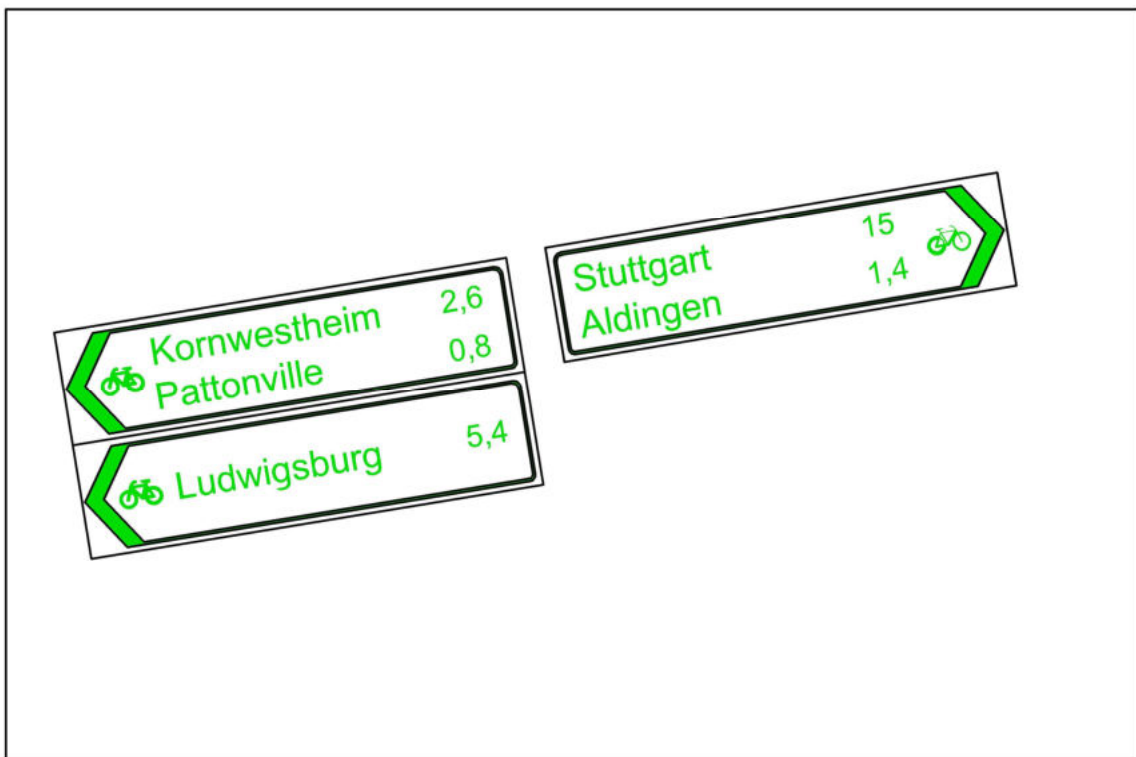 Kornwestheim 2,6
Pattonville 0,8
Ludwigsburg 5,4
Stuttgart 15
Aldingen 1,4